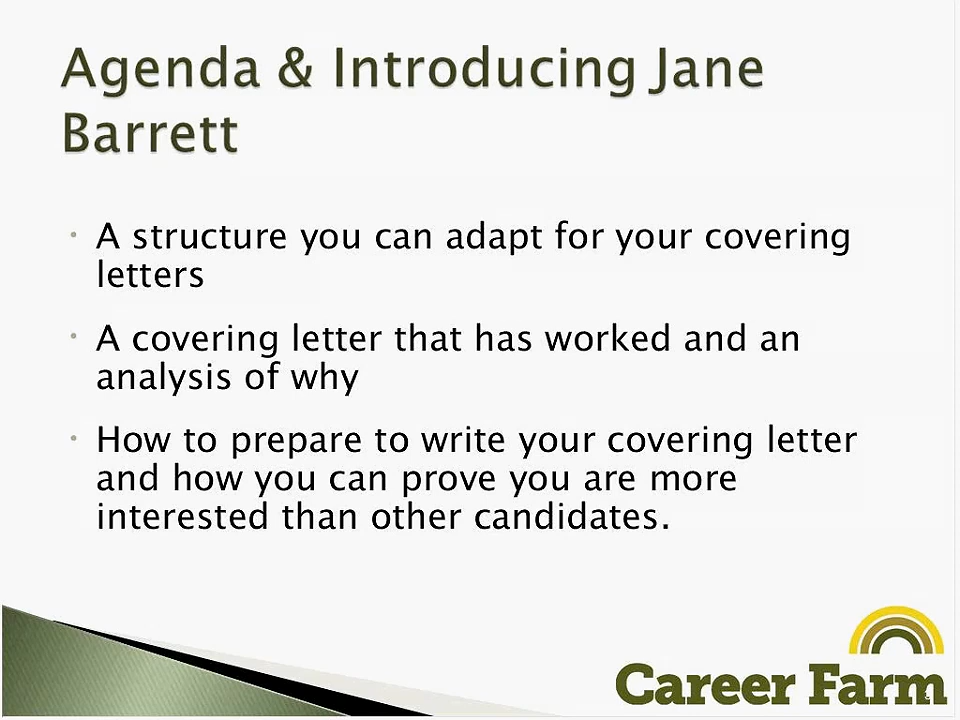 Agenda & Introducing Jane
Barrett
A structure you can adapt for your covering
letters
A covering letter that has worked and an
analysis of why
How to prepare to write your covering letter
and how you can prove you are more
interested than other candidates.
Career Farm